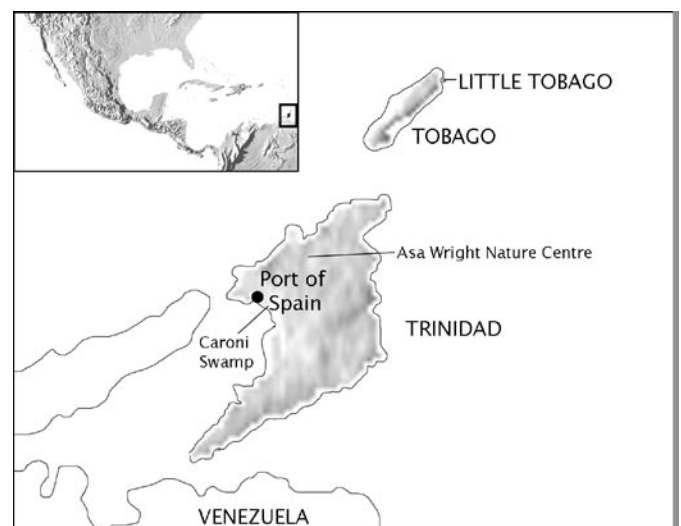 LITTLE TOBAGO
TOBAGO
Asa Wright Nature Centre
Port of
Spain
TRINIDAD
Caroni
Swamp
VENEZUELA